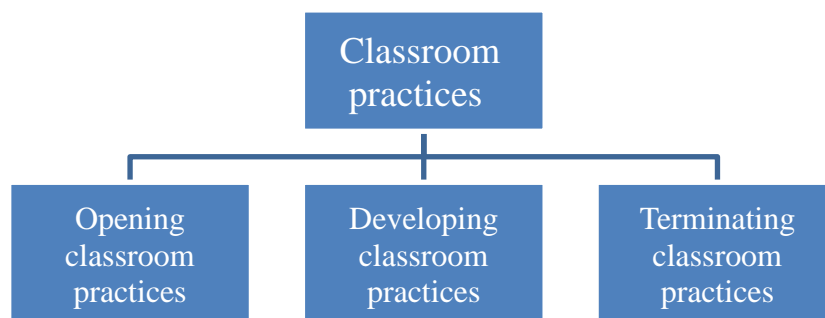 Classroom
practices
Opening
classroom
practices
Developing
classroom
practices
Terminating
classroom
practices